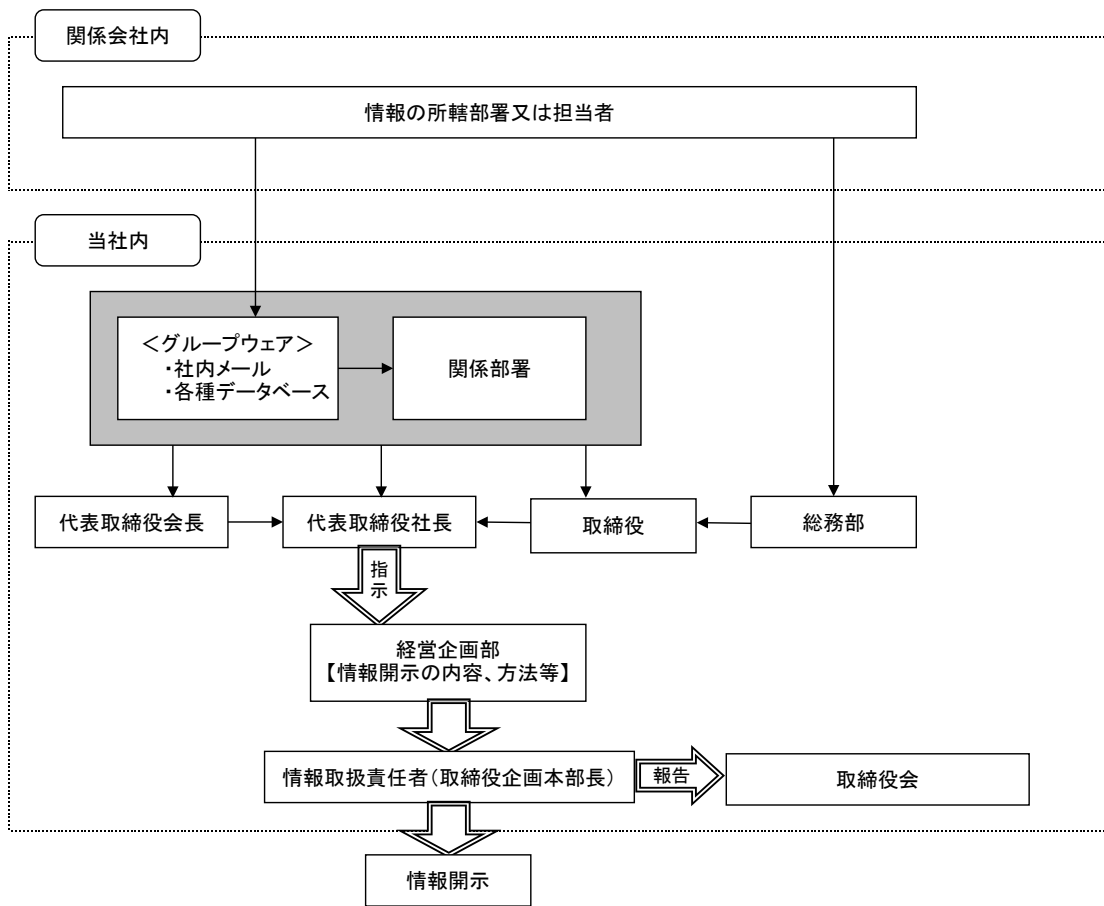 関係会社内
情報の所轄部署又は担当者
当社内
＜グループウェア＞
・社内メール
・各種データベース
関係部署
代表取締役会長
代表取締役社長
取締役
総務部
指
示
経営企画部
【情報開示の内容、方法等】
情報取扱責任者（取締役企画本部長）
報告
取締役会
情報開示